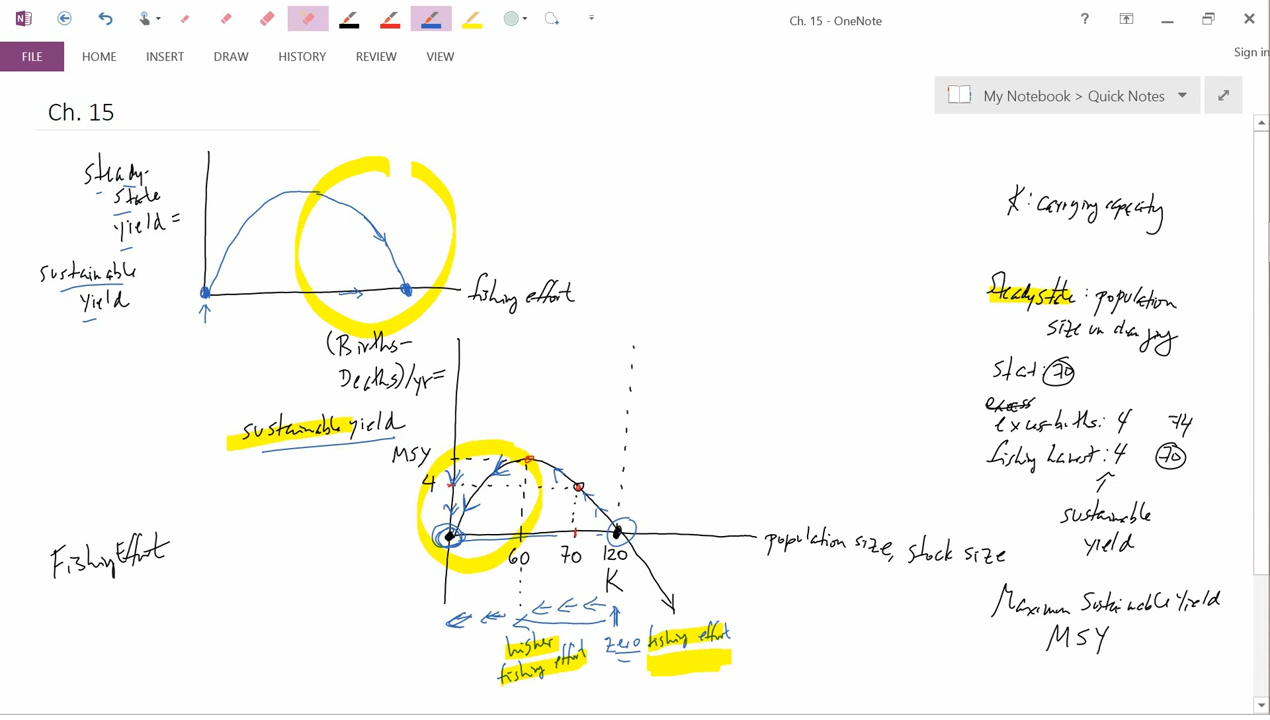 Ch. 15 - OneNote
?
Sign in
FILE
HOME
INSERT
DRAW
HISTORY
REVIEW
VIEW
My Notebook > Quick Notes
Ch. 15
Steady-
state
yield =
sustainable
yield
fishing effort
K: carrying capacity
Steady state: population
size unchanging
70
excess births: 4 74
fishing harvest: 4 70
sustainable
yield
Maximum Sustainable Yield
MSY
(Births-
Deaths)/yr=
sustainable yield
MSY
4
60 70 120
K
population size, stock size
Fishing Effort
higher
fishing effort
zero fishing effort